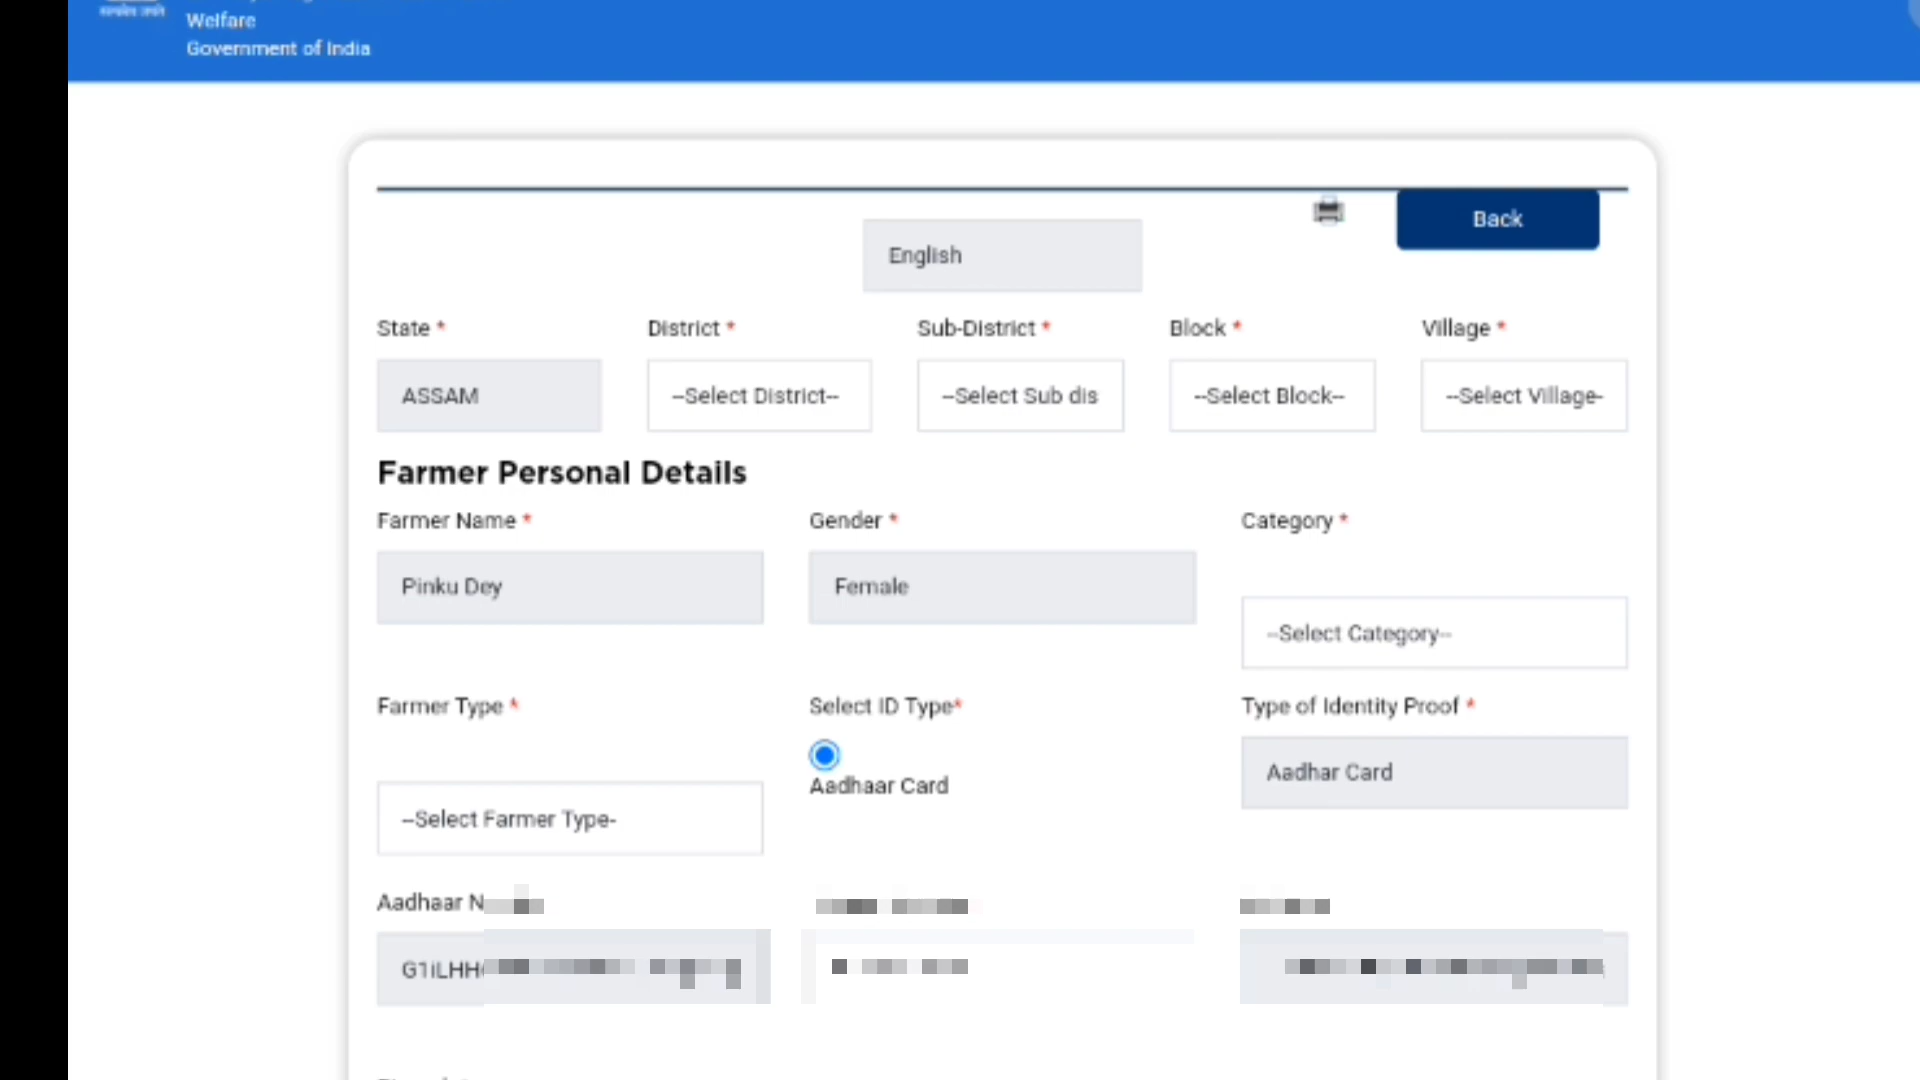 Welfare
Government of India
Back
English
State * District * Sub-District * Block * Village *
ASSAM --Select District-- --Select Sub dis --Select Block-- --Select Village-
Farmer Personal Details
Farmer Name * Gender * Category *
Pinku Dey Female
--Select Category--
Farmer Type * Select ID Type* Type of Identity Proof *
Aadhar Card
Aadhaar Card
--Select Farmer Type-
Aadhaar N
G1iLHH